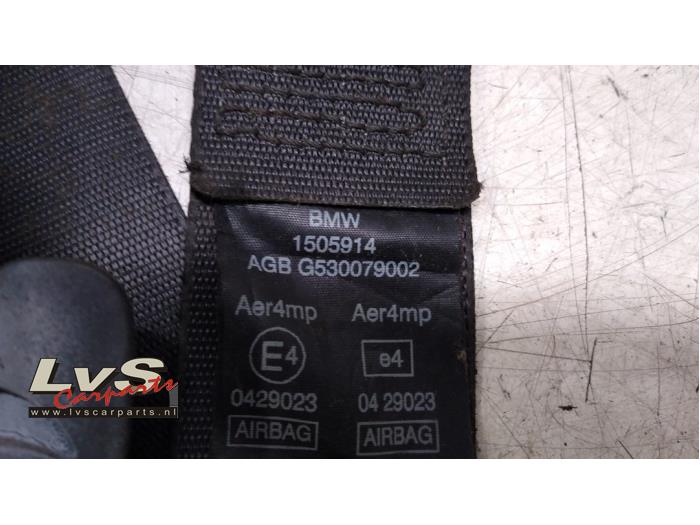 BMW
1505914
AGB G530079002
Aer4mp Aer4mp
E4 e4
0429023 04 29023
AIRBAG AIRBAG
LvS
Carparts
www.lvscarparts.nl